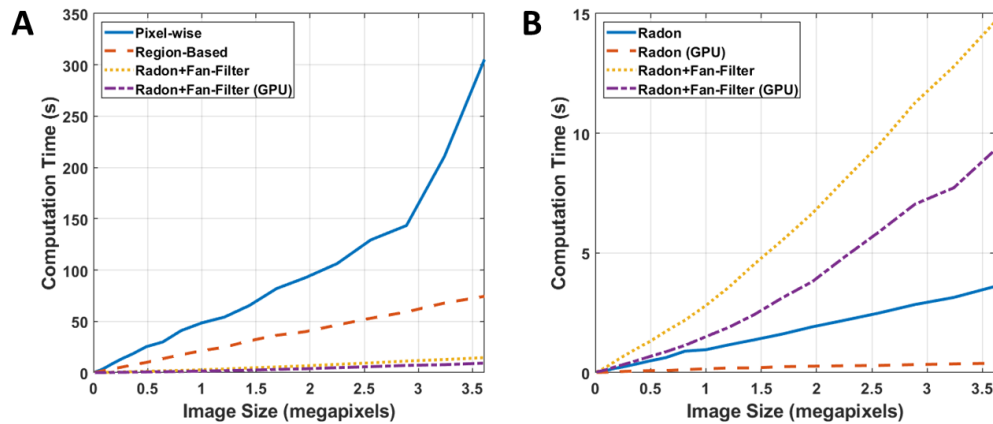 A
Pixel-wise
Region-Based
Radon+Fan-Filter
Radon+Fan-Filter (GPU)
Computation Time (s)
350
300
250
200
150
100
50
0
0 0.5 1 1.5 2 2.5 3 3.5
Image Size (megapixels)
B
Radon
Radon (GPU)
Radon+Fan-Filter
Radon+Fan-Filter (GPU)
Computation Time (s)
15
10
5
0
0 0.5 1 1.5 2 2.5 3 3.5
Image Size (megapixels)